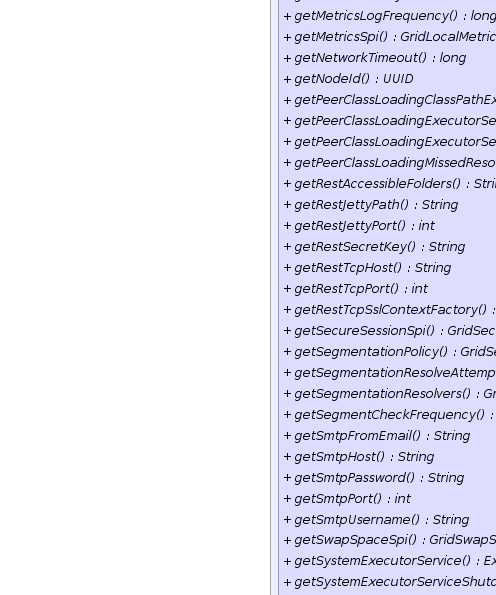 + getMetricsLogFrequency() : long
+ getMetricsSpi() : GridLocalMetric
+ getNetworkTimeout() : long
+ getNodeId() : UUID
+ getPeerClassLoadingClassPathEx
+ getPeerClassLoadingExecutorSe
+ getPeerClassLoadingExecutorSe
+ getPeerClassLoadingMissedReso
+ getRestAccessibleFolders() : Stri
+ getRestJettyPath() : String
+ getRestJettyPort() : int
+ getRestSecretKey() : String
+ getRestTcpHost() : String
+ getRestTcpPort() : int
+ getRestTcpSslContextFactory() :
+ getSecureSessionSpi() : GridSec
+ getSegmentationPolicy() : GridSe
+ getSegmentationResolveAttemp
+ getSegmentationResolvers() : Gr
+ getSegmentCheckFrequency() :
+ getSmtpFromEmail() : String
+ getSmtpHost() : String
+ getSmtpPassword() : String
+ getSmtpPort() : int
+ getSmtpUsername() : String
+ getSwapSpaceSpi() : GridSwapS
+ getSystemExecutorService() : Ex
+ getSystemExecutorServiceShutd